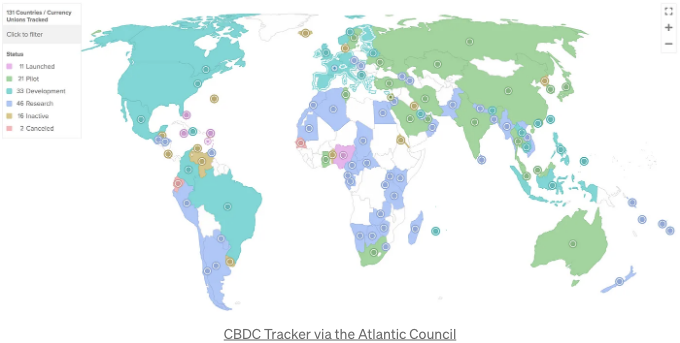 131 Countries / Currency
Unions Tracked
Click to filter
Status
11 Launched
21 Pilot
33 Development
46 Research
16 Inactive
2 Canceled
CBDC Tracker via the Atlantic Council